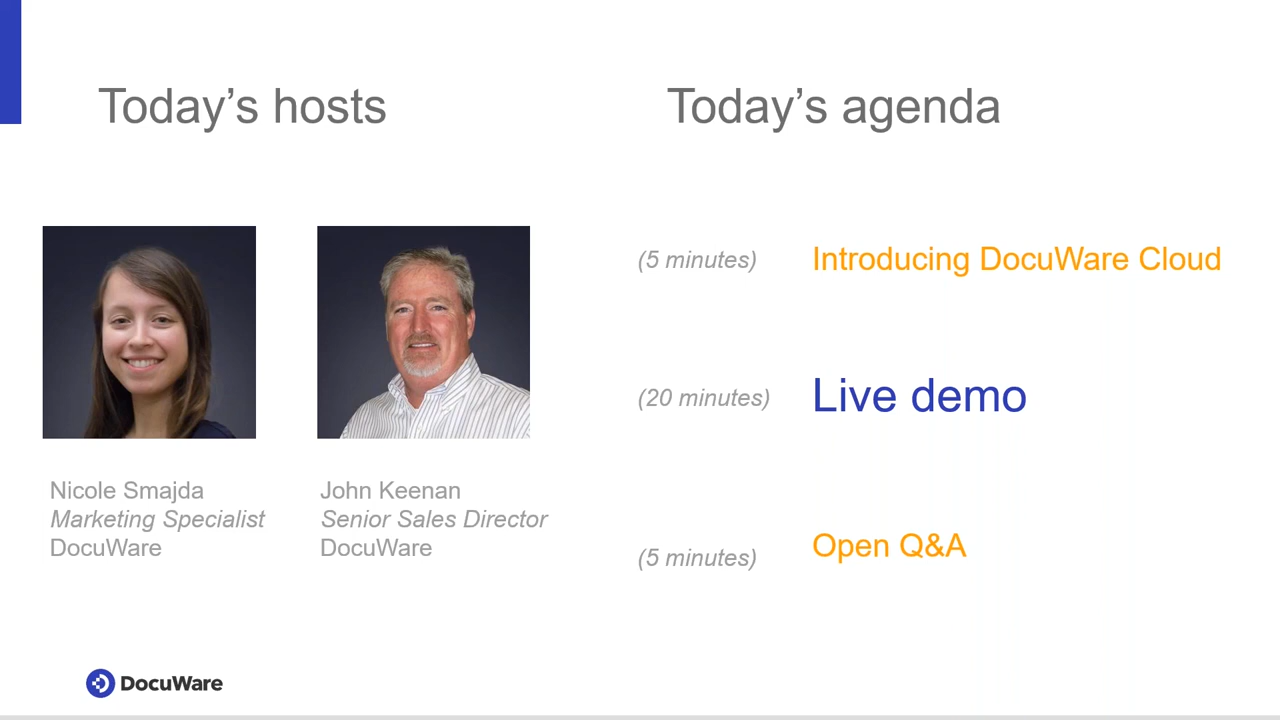 Today's hosts
Nicole Smajda
Marketing Specialist
DocuWare
John Keenan
Senior Sales Director
DocuWare
Today's agenda
(5 minutes) Introducing DocuWare Cloud
(20 minutes) Live demo
(5 minutes) Open Q&A
DocuWare